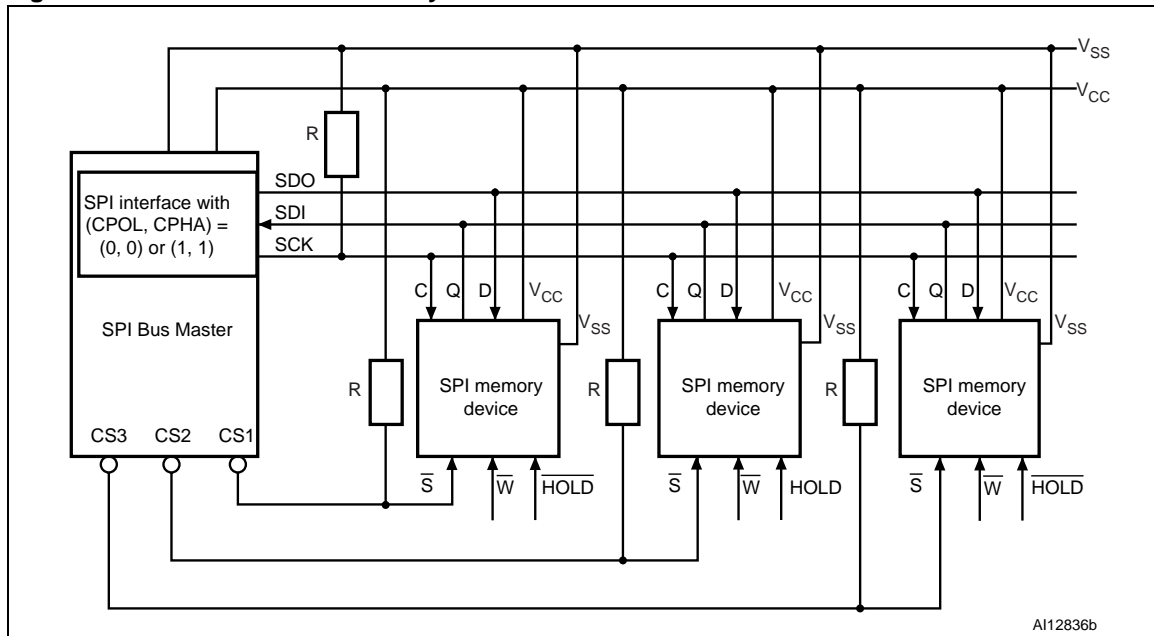 VSS
VCC
R
SDO
SPI interface with
(CPOL, CPHA) =
(0, 0) or (1, 1)
SDI
SCK
C Q D VCC
C Q D VCC
C Q D VCC
VSS
VSS
VSS
SPI Bus Master
R
SPI memory
device
R
SPI memory
device
R
SPI memory
device
CS3 CS2 CS1
S̅ W̅ H̅O̅L̅D̅
S̅ W̅ HOLD
S̅ W̅ H̅O̅L̅D̅
AI12836b